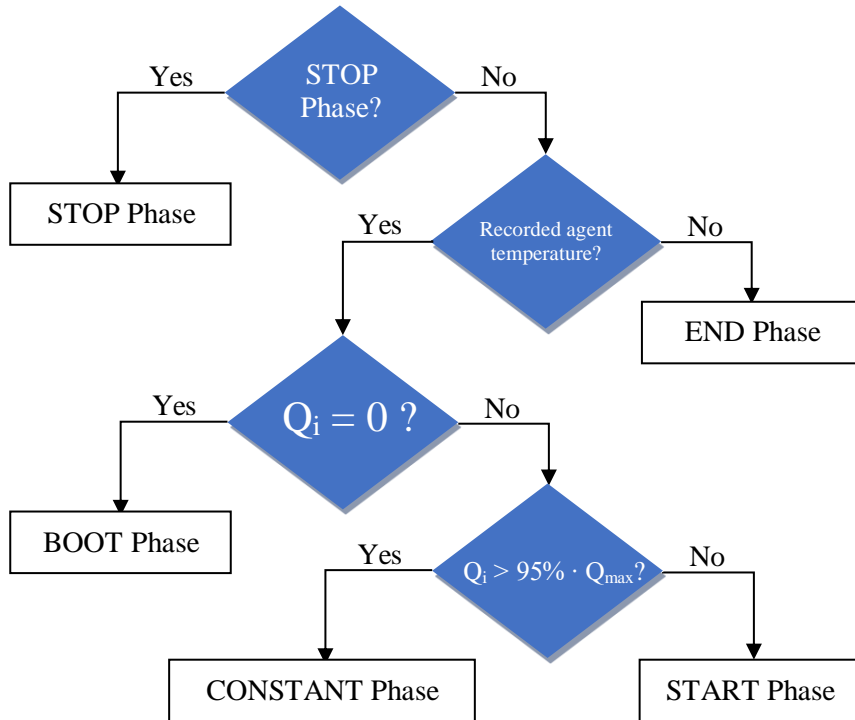 STOP
Phase?
Yes
No
STOP Phase
Recorded agent
temperature?
Yes
No
END Phase
Qᵢ = 0 ?
Yes
No
BOOT Phase
Qᵢ > 95% · Qₘₐₓ?
Yes
No
CONSTANT Phase
START Phase